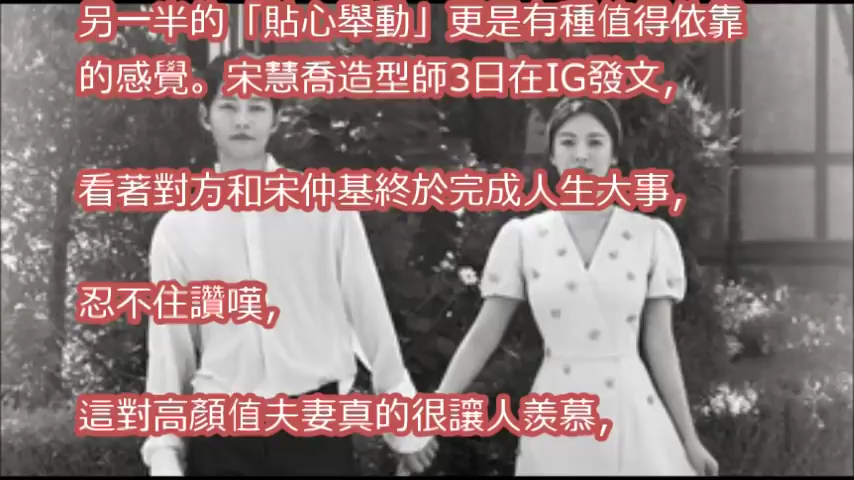 另一半的「貼心舉動」更是有種值得依靠
的感覺。宋慧喬造型師3日在IG發文，
看著對方和宋仲基終於完成人生大事，
忍不住讚嘆，
這對高顏值夫妻真的很讓人羨慕，